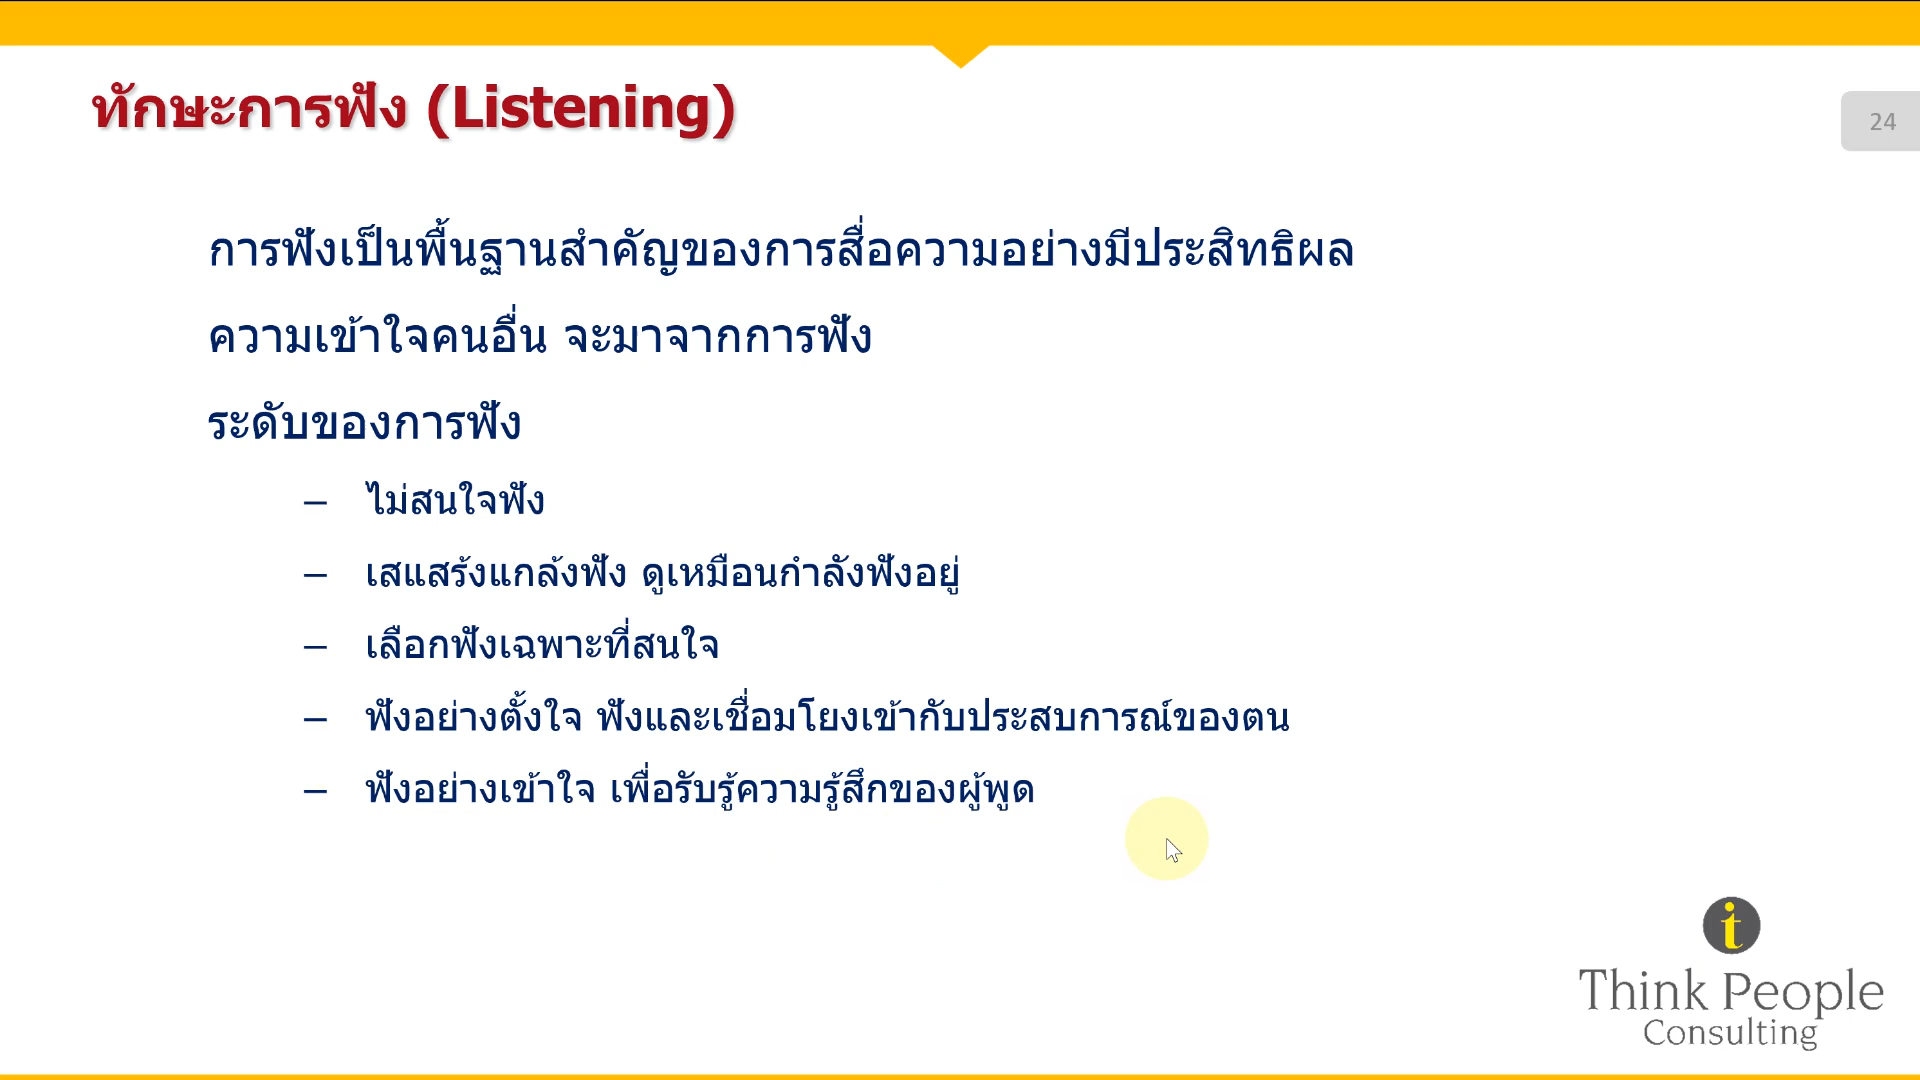 ทักษะการฟัง (Listening)
24
การฟังเป็นพื้นฐานสำคัญของการสื่อความอย่างมีประสิทธิผล
ความเข้าใจคนอื่น จะมาจากการฟัง
ระดับของการฟัง
– ไม่สนใจฟัง
– เสแสร้งแกล้งฟัง ดูเหมือนกำลังฟังอยู่
– เลือกฟังเฉพาะที่สนใจ
– ฟังอย่างตั้งใจ ฟังและเชื่อมโยงเข้ากับประสบการณ์ของตน
– ฟังอย่างเข้าใจ เพื่อรับรู้ความรู้สึกของผู้พูด
i
Think People
Consulting